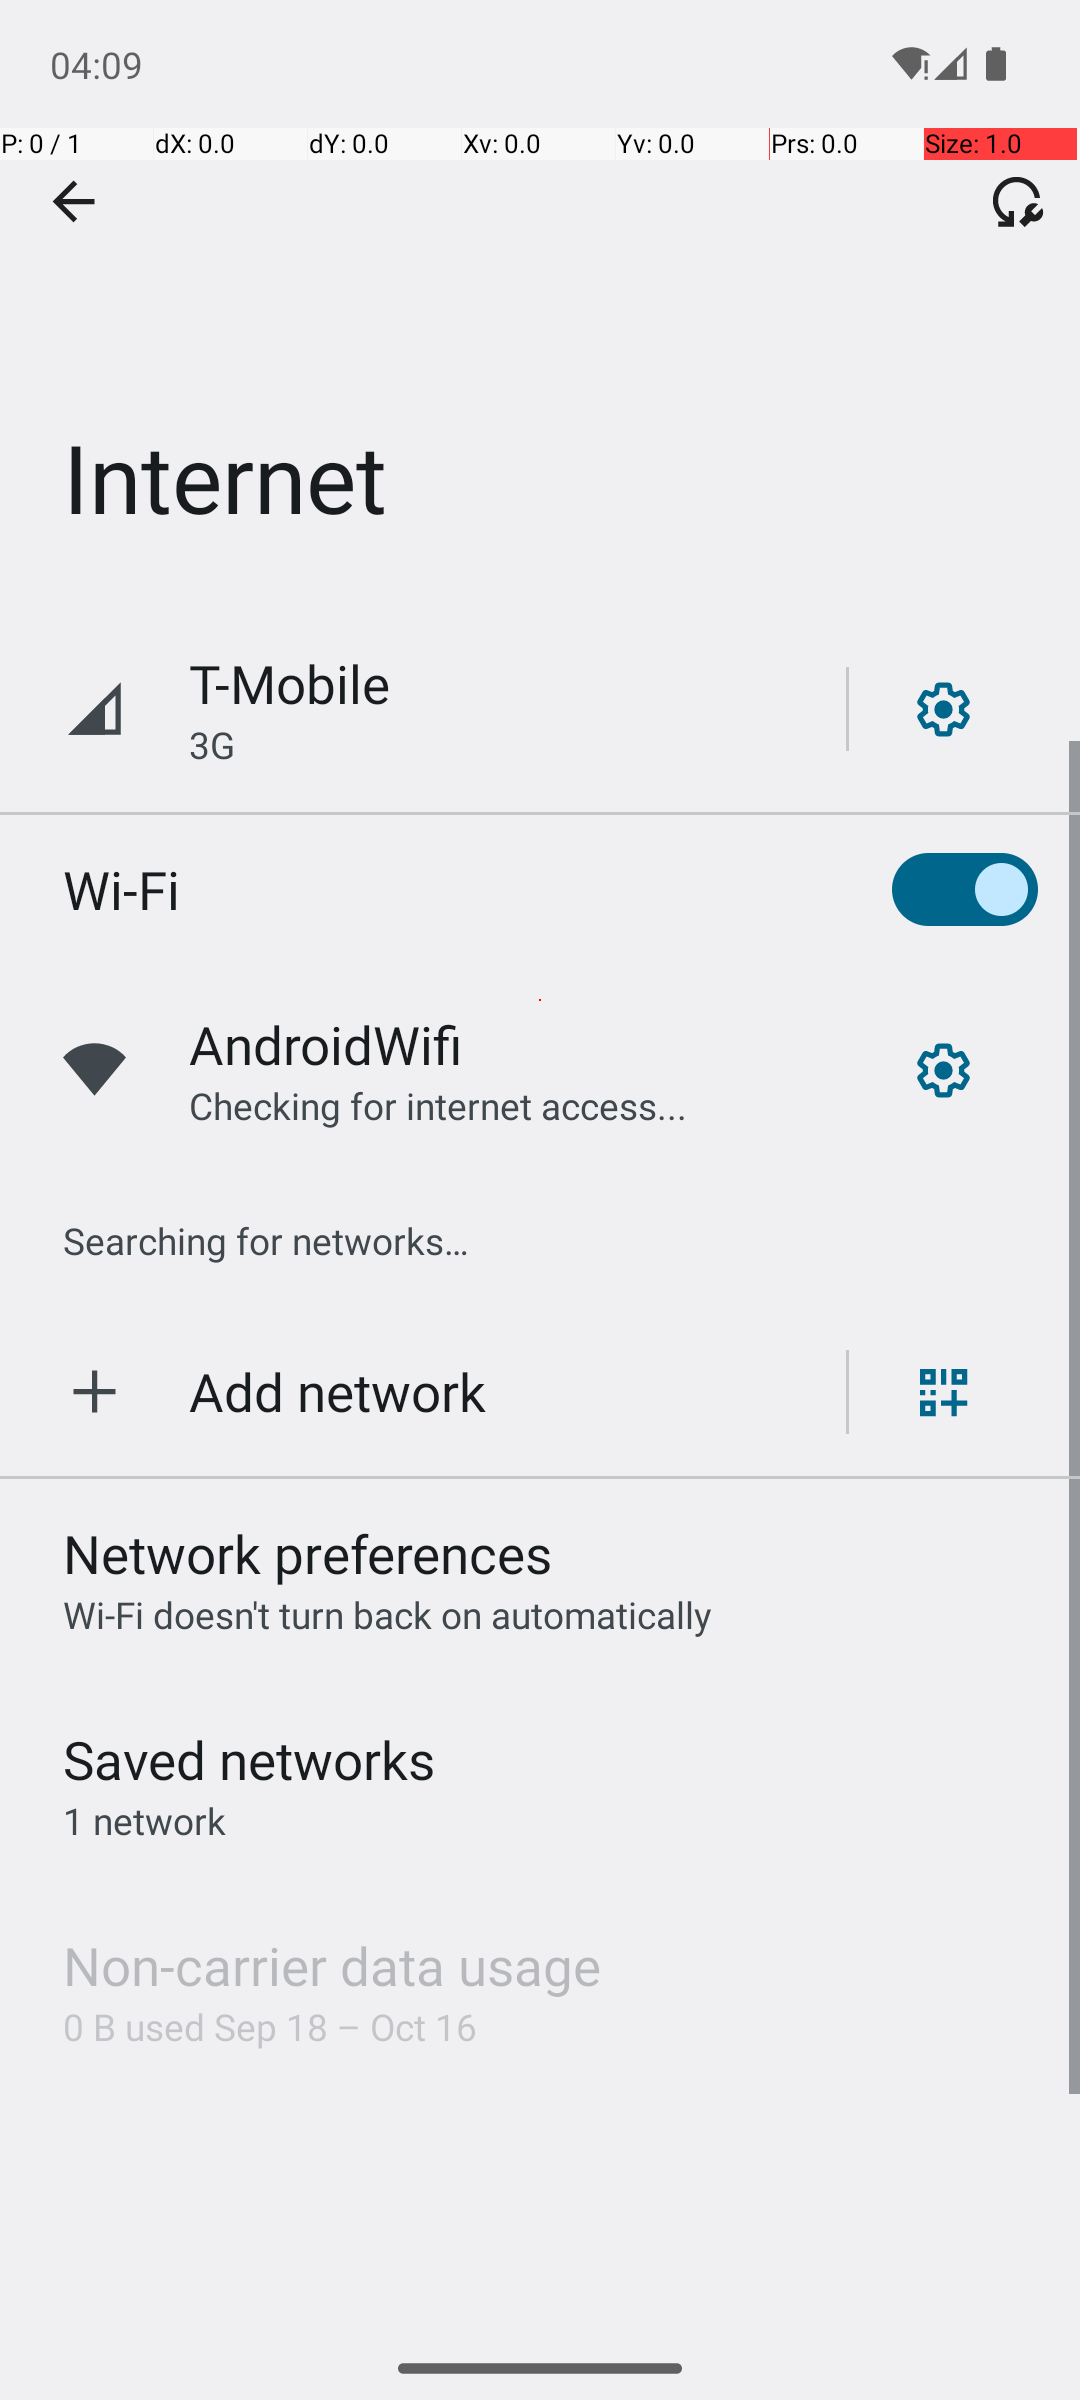 04:09
P: 0 / 1 dX: 0.0 dY: 0.0 Xv: 0.0 Yv: 0.0 Prs: 0.0 Size: 1.0
Internet
T-Mobile
3G
Wi-Fi
AndroidWifi
Checking for internet access...
Searching for networks…
Add network
Network preferences
Wi-Fi doesn't turn back on automatically
Saved networks
1 network
Non-carrier data usage
0 B used Sep 18 – Oct 16